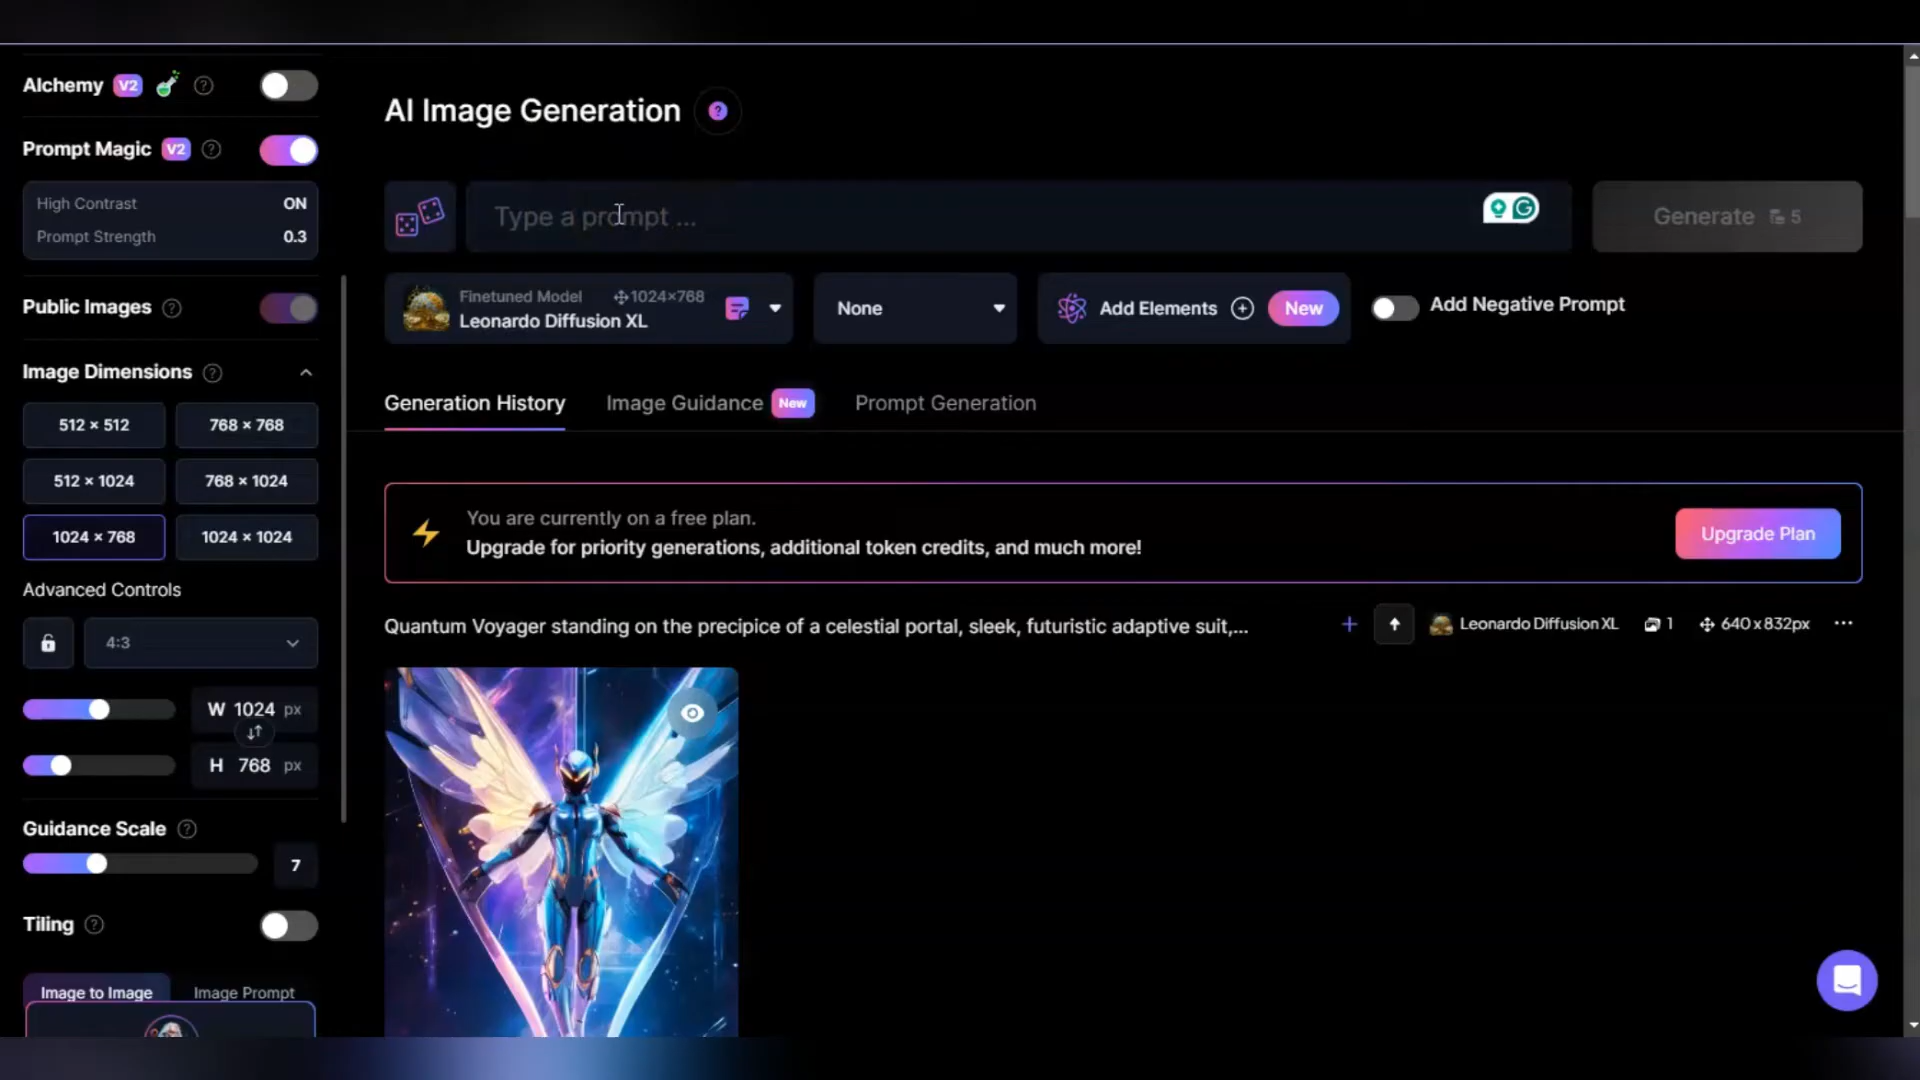 Alchemy V2
Prompt Magic V2
High Contrast ON
Prompt Strength 0.3
Public Images
Image Dimensions
512 × 512 768 × 768
512 × 1024 768 × 1024
1024 × 768 1024 × 1024
Advanced Controls
4:3
W 1024 px
H 768 px
Guidance Scale
7
Tiling
Image to Image Image Prompt
AI Image Generation ?
Type a prompt ...
Generate 5
Finetuned Model 1024×768
Leonardo Diffusion XL
None
Add Elements New
Add Negative Prompt
Generation History Image Guidance New Prompt Generation
You are currently on a free plan.
Upgrade for priority generations, additional token credits, and much more!
Upgrade Plan
Quantum Voyager standing on the precipice of a celestial portal, sleek, futuristic adaptive suit,...
Leonardo Diffusion XL 1 640 x 832px